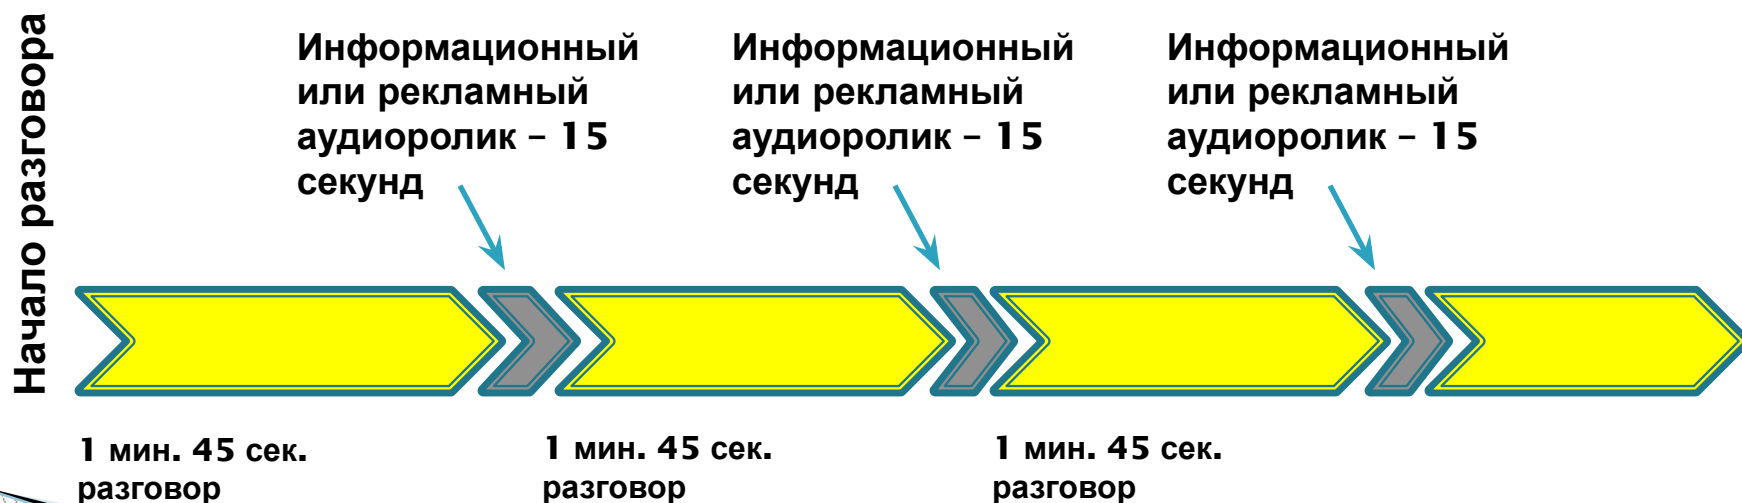 Начало разговора
Информационный
или рекламный
аудиоролик – 15
секунд
Информационный
или рекламный
аудиоролик – 15
секунд
Информационный
или рекламный
аудиоролик – 15
секунд
1 мин. 45 сек.
разговор
1 мин. 45 сек.
разговор
1 мин. 45 сек.
разговор